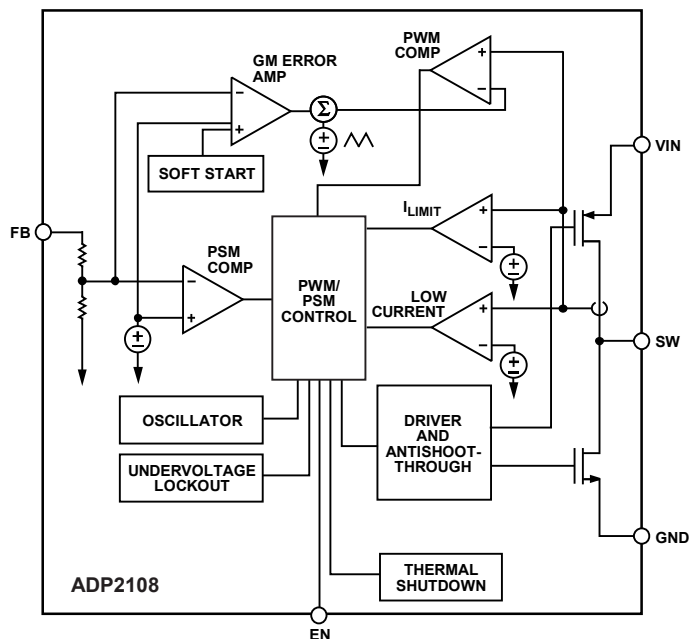 GM ERROR
AMP
PWM
COMP
+
−
−
+
Σ
+
−
SOFT START
VIN
I LIMIT
+
−
+
−
FB
PSM
COMP
−
+
PWM/
PSM
CONTROL
LOW
CURRENT
+
−
+
−
+
−
SW
OSCILLATOR
DRIVER
AND
ANTISHOOT-
THROUGH
UNDERVOLTAGE
LOCKOUT
GND
THERMAL
SHUTDOWN
ADP2108
EN